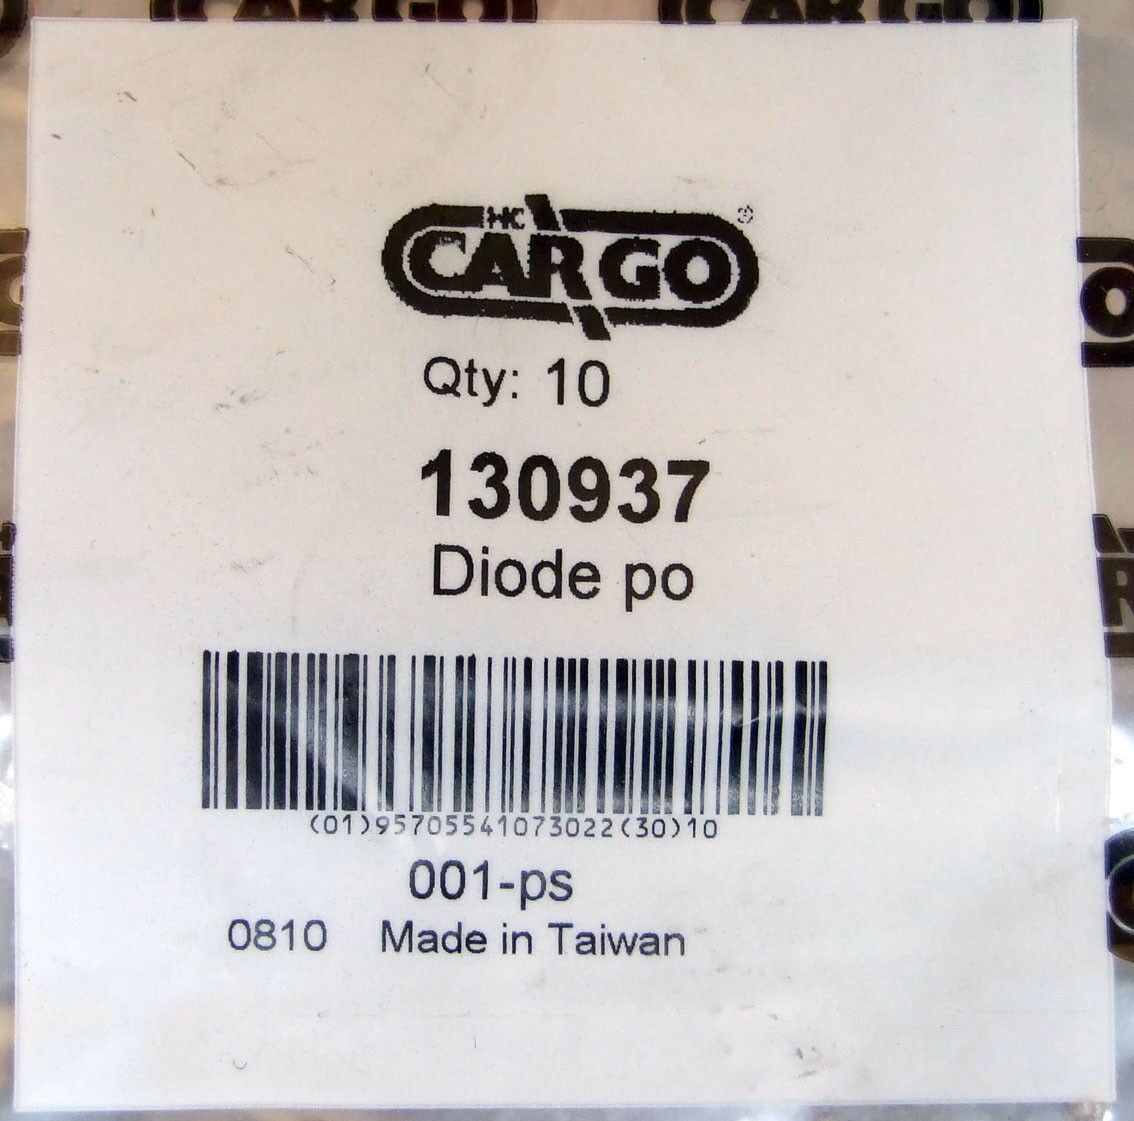 HC
CARGO
Qty: 10
130937
Diode po
(01)95705541073022(30)10
001-ps
0810 Made in Taiwan